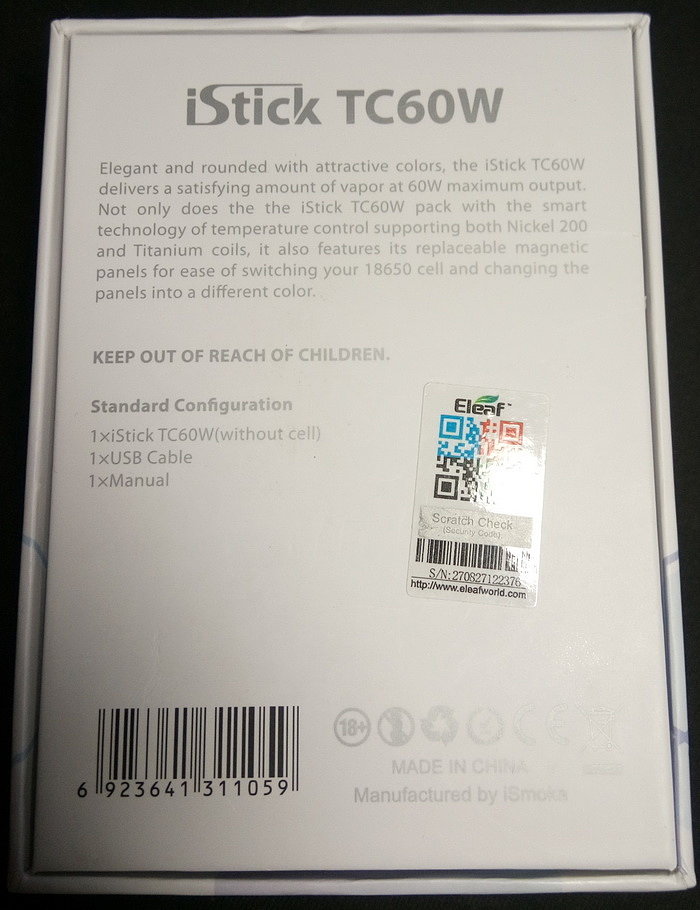 iStick TC60W
Elegant and rounded with attractive colors, the iStick TC60W
delivers a satisfying amount of vapor at 60W maximum output.
Not only does the the iStick TC60W pack with the smart
technology of temperature control supporting both Nickel 200
and Titanium coils, it also features its replaceable magnetic
panels for ease of switching your 18650 cell and changing the
panels into a different color.
KEEP OUT OF REACH OF CHILDREN.
Standard Configuration
1×iStick TC60W(without cell)
1×USB Cable
1×Manual
Eleaf™
Scratch Check
(Security Code)
S/N:270827122376
http://www.eleafworld.com
18+
CE
6 923641 311059
MADE IN CHINA
Manufactured by iSmoka